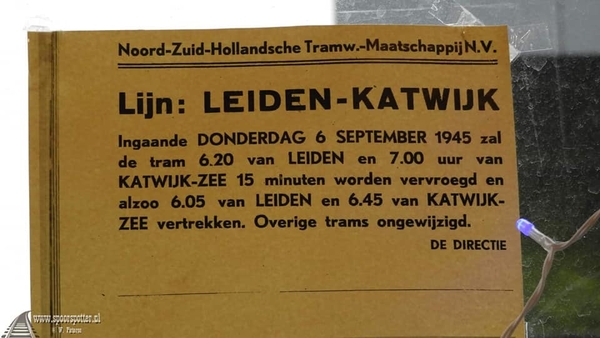 Noord-Zuid-Hollandsche Tramw.-Maatschappij N.V.
Lijn: LEIDEN-KATWIJK
Ingaande DONDERDAG 6 SEPTEMBER 1945 zal
de tram 6.20 van LEIDEN en 7.00 uur van
KATWIJK-ZEE 15 minuten worden vervroegd en
alzoo 6.05 van LEIDEN en 6.45 van KATWIJK-
ZEE vertrekken. Overige trams ongewijzigd.
DE DIRECTIE
www.spoorspotter.nl